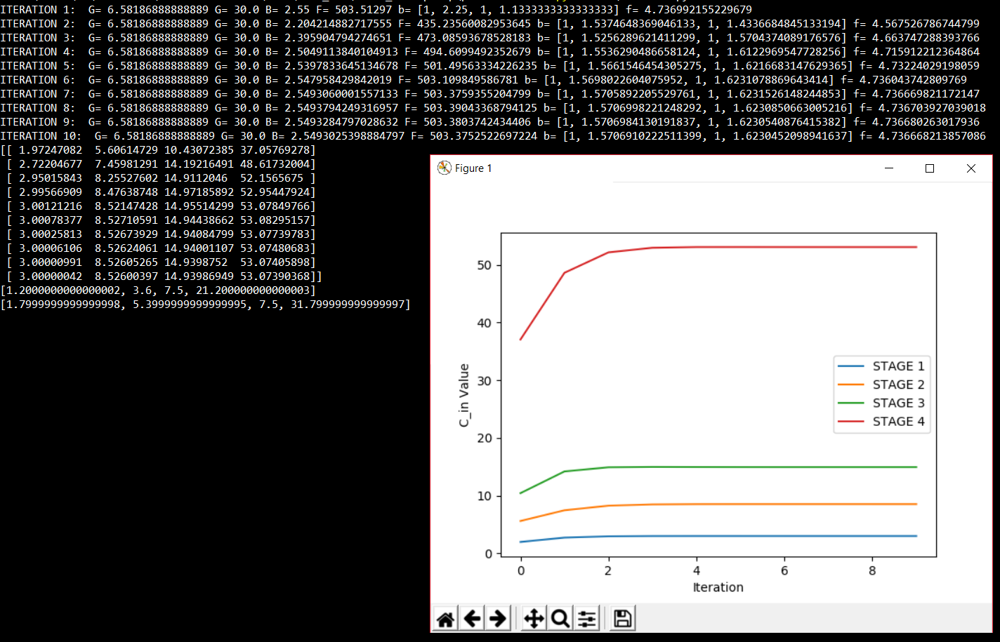 ITERATION 1:  G= 6.58186888888889 G= 30.0 B= 2.55 F= 503.51297 b= [1, 2.25, 1, 1.1333333333333333] f= 4.736992155229679
ITERATION 2:  G= 6.58186888888889 G= 30.0 B= 2.204214882717555 F= 435.23560082953645 b= [1, 1.5374648369046133, 1, 1.4336684845133194] f= 4.567526786744799
ITERATION 3:  G= 6.58186888888889 G= 30.0 B= 2.395904794274651 F= 473.08593678528183 b= [1, 1.5256289621411299, 1, 1.5704374089176576] f= 4.663747288393766
ITERATION 4:  G= 6.58186888888889 G= 30.0 B= 2.5049113840104913 F= 494.6099492352679 b= [1, 1.5536290486658124, 1, 1.6122969547728256] f= 4.715912212364864
ITERATION 5:  G= 6.58186888888889 G= 30.0 B= 2.5397833645134678 F= 501.49563334226235 b= [1, 1.5661546454305275, 1, 1.6216683147629365] f= 4.73224029198059
ITERATION 6:  G= 6.58186888888889 G= 30.0 B= 2.547958429842019 F= 503.109849586781 b= [1, 1.5698022604075952, 1, 1.6231078869643414] f= 4.736043742809769
ITERATION 7:  G= 6.58186888888889 G= 30.0 B= 2.5493060001557133 F= 503.3759355204799 b= [1, 1.5705892205529761, 1, 1.6231526148244853] f= 4.736669821172147
ITERATION 8:  G= 6.58186888888889 G= 30.0 B= 2.5493794249316957 F= 503.39043368794125 b= [1, 1.5706998221248292, 1, 1.6230850663005216] f= 4.736703927039018
ITERATION 9:  G= 6.58186888888889 G= 30.0 B= 2.5493284797028632 F= 503.3803742434406 b= [1, 1.5706984130191837, 1, 1.6230540876415382] f= 4.736680263017936
ITERATION 10:  G= 6.58186888888889 G= 30.0 B= 2.5493025398884797 F= 503.3752522697224 b= [1, 1.5706910222511399, 1, 1.6230452098941637] f= 4.736668213857086
[[ 1.97247082  5.60614729 10.43072385 37.05769278]
[ 2.72204677  7.45981291 14.19216491 48.61732004]
[ 2.95015843  8.25527602 14.9112046  52.1565675 ]
[ 2.99566909  8.47638748 14.97185892 52.95447924]
[ 3.00121216  8.52147428 14.95514299 53.07849766]
[ 3.00078377  8.52710591 14.94438662 53.08295157]
[ 3.00025813  8.52673929 14.94084799 53.07739783]
[ 3.00006106  8.52624061 14.94001107 53.07480683]
[ 3.00000991  8.52605265 14.9398752  53.07405898]
[ 3.00000042  8.52600397 14.93986949 53.07390368]]
[1.2000000000000002, 3.6, 7.5, 21.200000000000003]
[1.7999999999999998, 5.3999999999999995, 7.5, 31.799999999999997]
Figure 1
50
40
30
20
10
0
C_in Value
STAGE 1
STAGE 2
STAGE 3
STAGE 4
0 2 4 6 8
Iteration